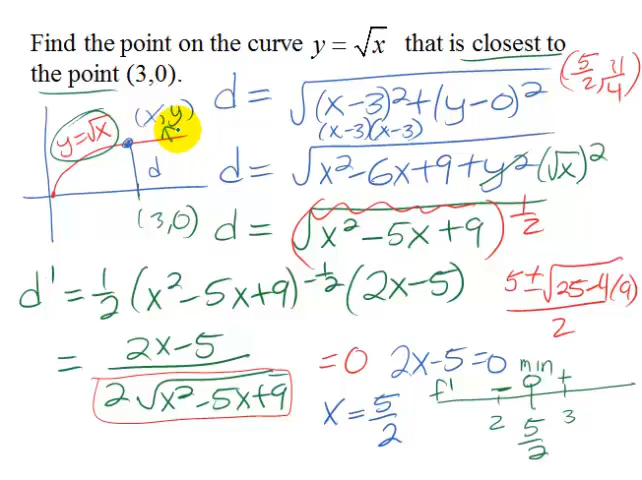 Find the point on the curve y = √x that is closest to
the point (3,0).
(5/2, 11/4)
d = √((x-3)²+(y-0)²)
(x-3)(x-3)
(x,y)
y=√x
d
(3,0)
d = √(x²-6x+9+y²(√x)²
d = (√(x²-5x+9))^1/2
d' = 1/2 (x²-5x+9)^-1/2 (2x-5)
5±√(25-4(9)) / 2
= (2x-5) / (2√(x²-5x+9)) = 0 2x-5=0
x = 5/2
min
f' - 0 +
2 5/2 3